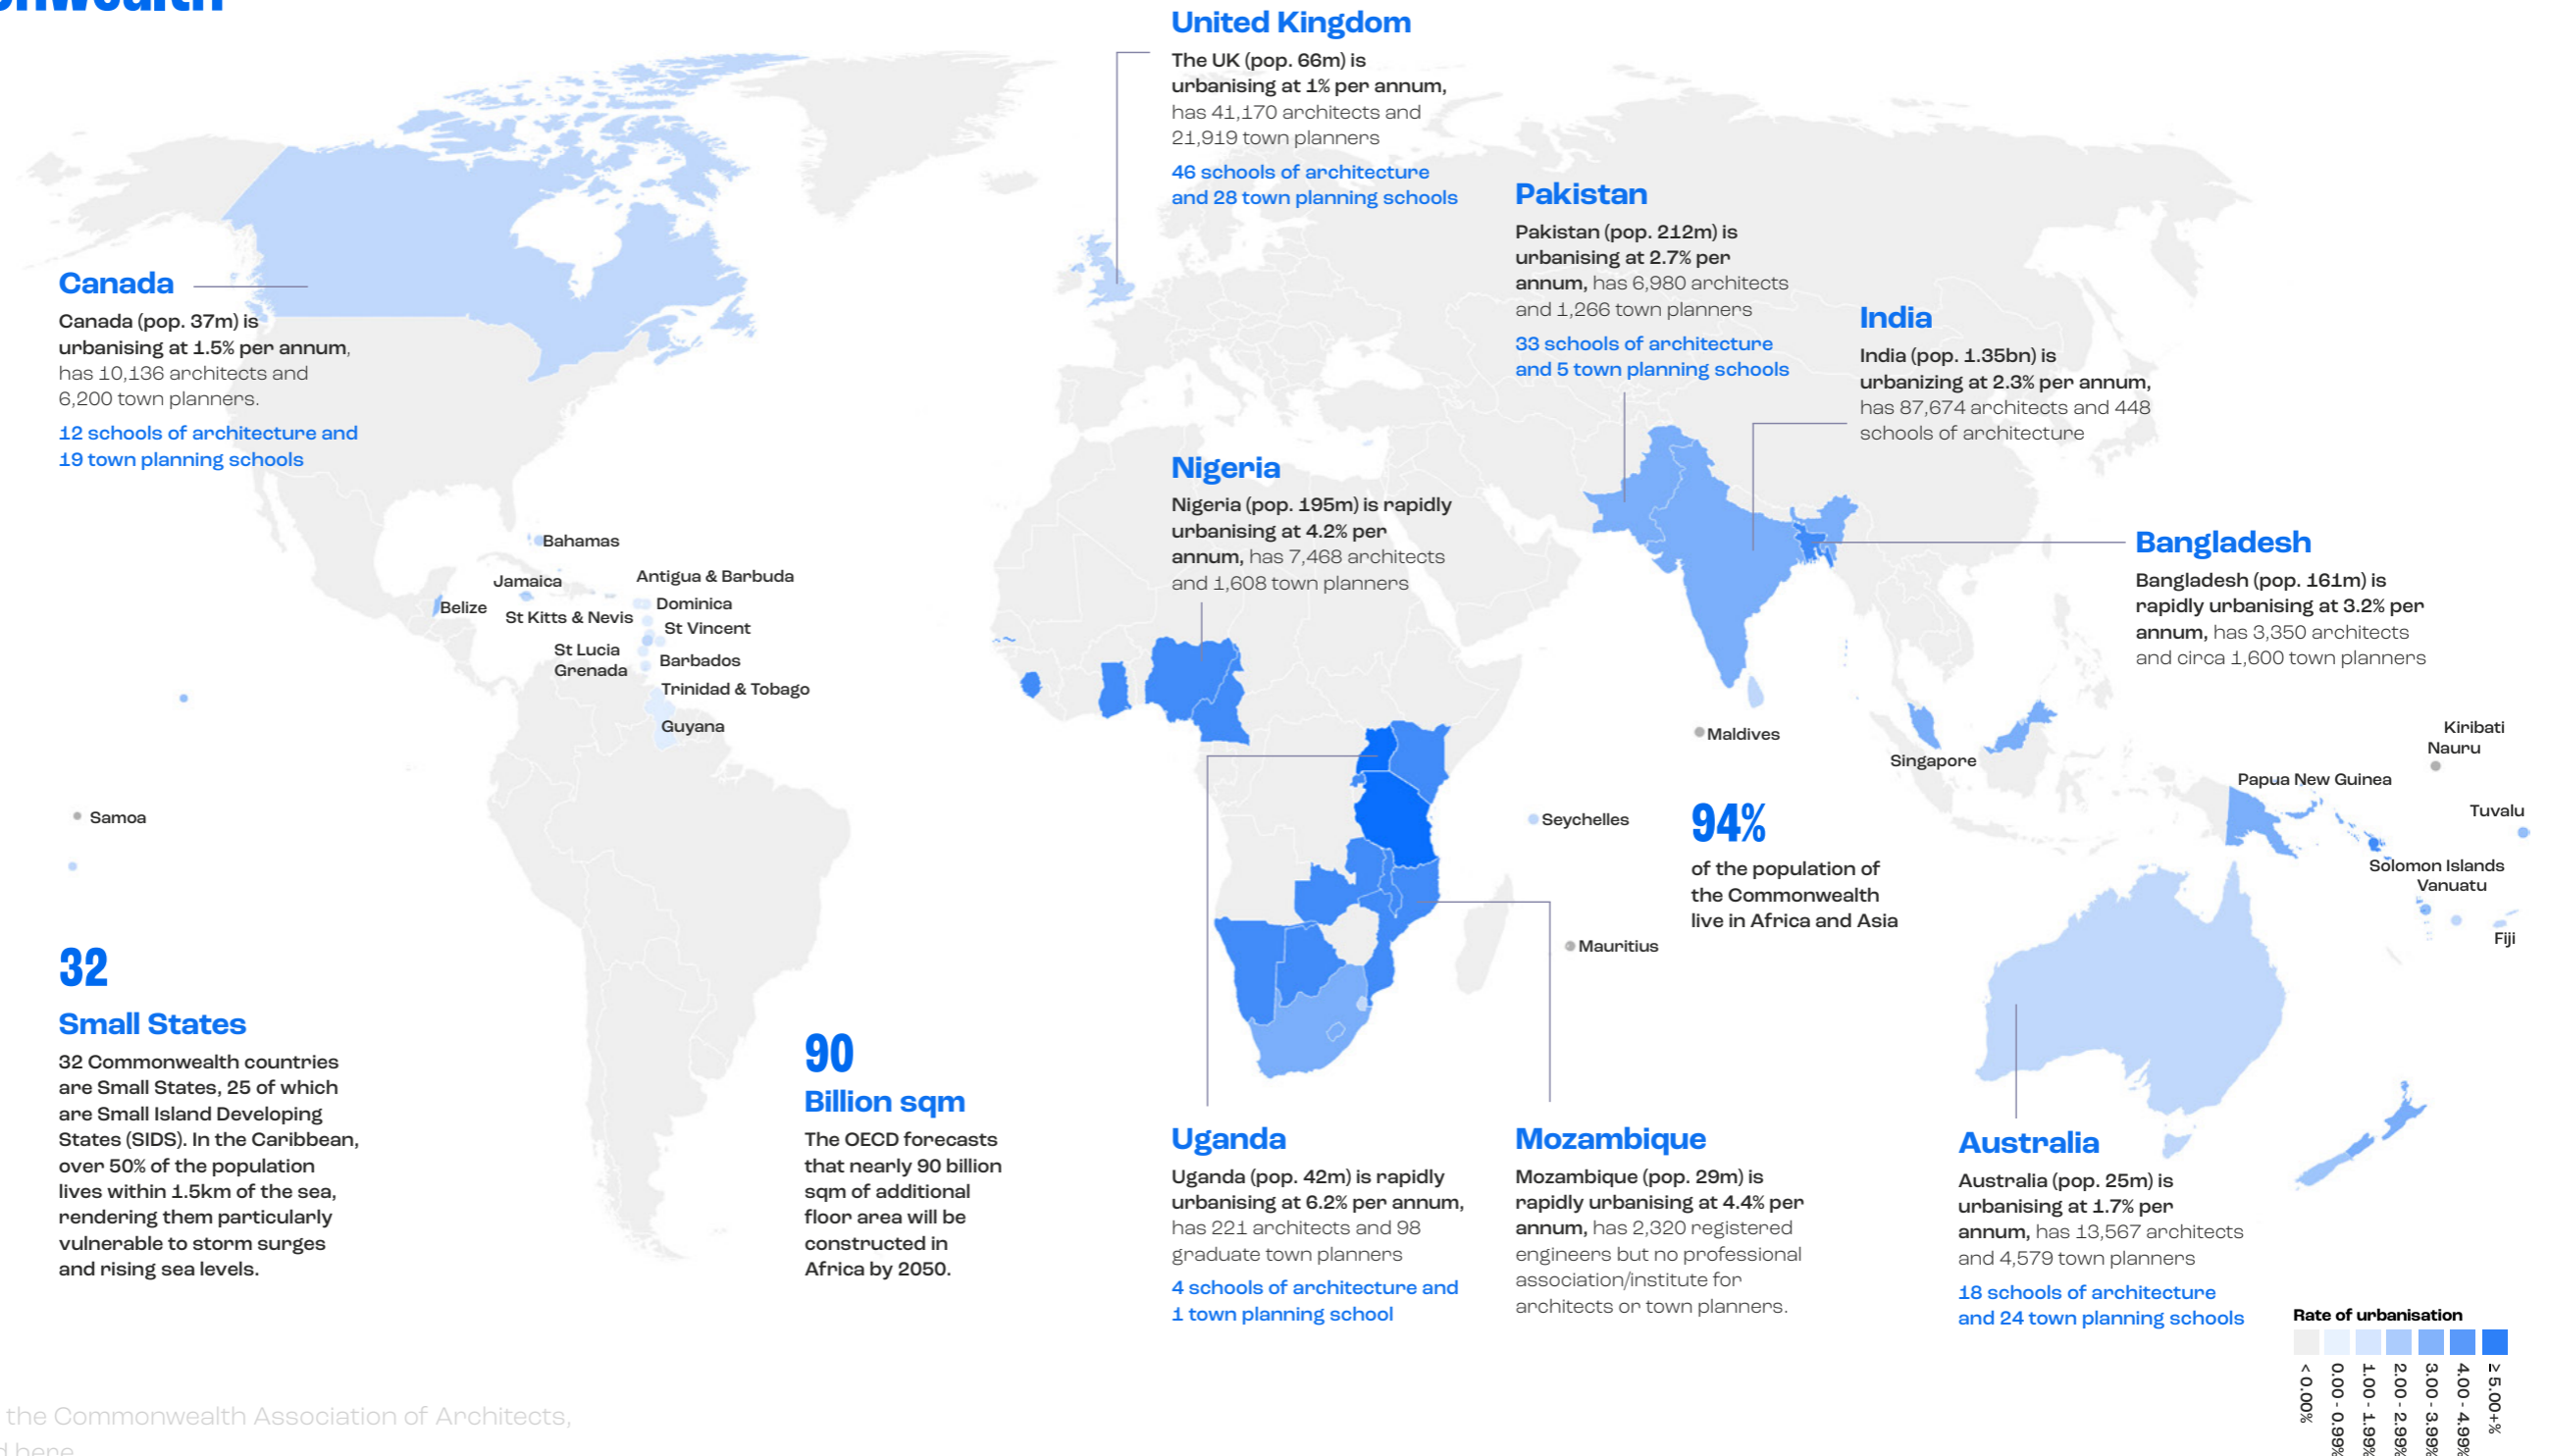 United Kingdom
The UK (pop. 66m) is
urbanising at 1% per annum,
has 41,170 architects and
21,919 town planners
46 schools of architecture
and 28 town planning schools
Pakistan
Pakistan (pop. 212m) is
urbanising at 2.7% per
annum, has 6,980 architects
and 1,266 town planners
33 schools of architecture
and 5 town planning schools
India
India (pop. 1.35bn) is
urbanizing at 2.3% per annum,
has 87,674 architects and 448
schools of architecture
Canada
Canada (pop. 37m) is
urbanising at 1.5% per annum,
has 10,136 architects and
6,200 town planners.
12 schools of architecture and
19 town planning schools
Nigeria
Nigeria (pop. 195m) is rapidly
urbanising at 4.2% per
annum, has 7,468 architects
and 1,608 town planners
Bangladesh
Bangladesh (pop. 161m) is
rapidly urbanising at 3.2% per
annum, has 3,350 architects
and circa 1,600 town planners
Bahamas
Jamaica
Antigua & Barbuda
Belize
Dominica
St Kitts & Nevis
St Vincent
St Lucia
Barbados
Grenada
Trinidad & Tobago
Guyana
Samoa
Maldives
Singapore
Kiribati
Nauru
Papua New Guinea
Tuvalu
Solomon Islands
Vanuatu
Fiji
Seychelles
Mauritius
94%
of the population of
the Commonwealth
live in Africa and Asia
32
Small States
32 Commonwealth countries
are Small States, 25 of which
are Small Island Developing
States (SIDS). In the Caribbean,
over 50% of the population
lives within 1.5km of the sea,
rendering them particularly
vulnerable to storm surges
and rising sea levels.
90
Billion sqm
The OECD forecasts
that nearly 90 billion
sqm of additional
floor area will be
constructed in
Africa by 2050.
Uganda
Uganda (pop. 42m) is rapidly
urbanising at 6.2% per annum,
has 221 architects and 98
graduate town planners
4 schools of architecture and
1 town planning school
Mozambique
Mozambique (pop. 29m) is
rapidly urbanising at 4.4% per
annum, has 2,320 registered
engineers but no professional
association/institute for
architects or town planners.
Australia
Australia (pop. 25m) is
urbanising at 1.7% per
annum, has 13,567 architects
and 4,579 town planners
18 schools of architecture
and 24 town planning schools
Rate of urbanisation
< 0.00%
0.00 - 0.99%
1.00 - 1.99%
2.00 - 2.99%
3.00 - 3.99%
4.00 - 4.99%
≥ 5.00+%
the Commonwealth Association of Architects,
here